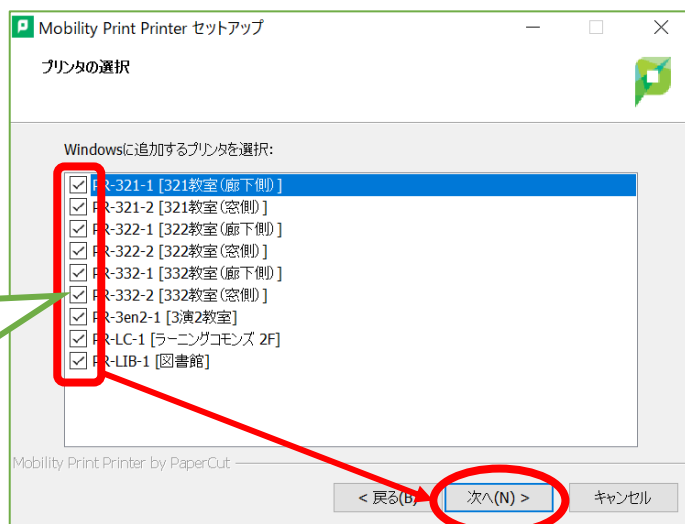 Mobility Print Printer セットアップ
プリンタの選択
Windowsに追加するプリンタを選択:
PR-321-1 [321教室(廊下側)]
PR-321-2 [321教室(窓側)]
PR-322-1 [322教室(廊下側)]
PR-322-2 [322教室(窓側)]
PR-332-1 [332教室(廊下側)]
PR-332-2 [332教室(窓側)]
PR-3en2-1 [3演2教室]
PR-LC-1 [ラーニングコモンズ 2F]
PR-LIB-1 [図書館]
Mobility Print Printer by PaperCut
< 戻る(B) 次へ(N) > キャンセル